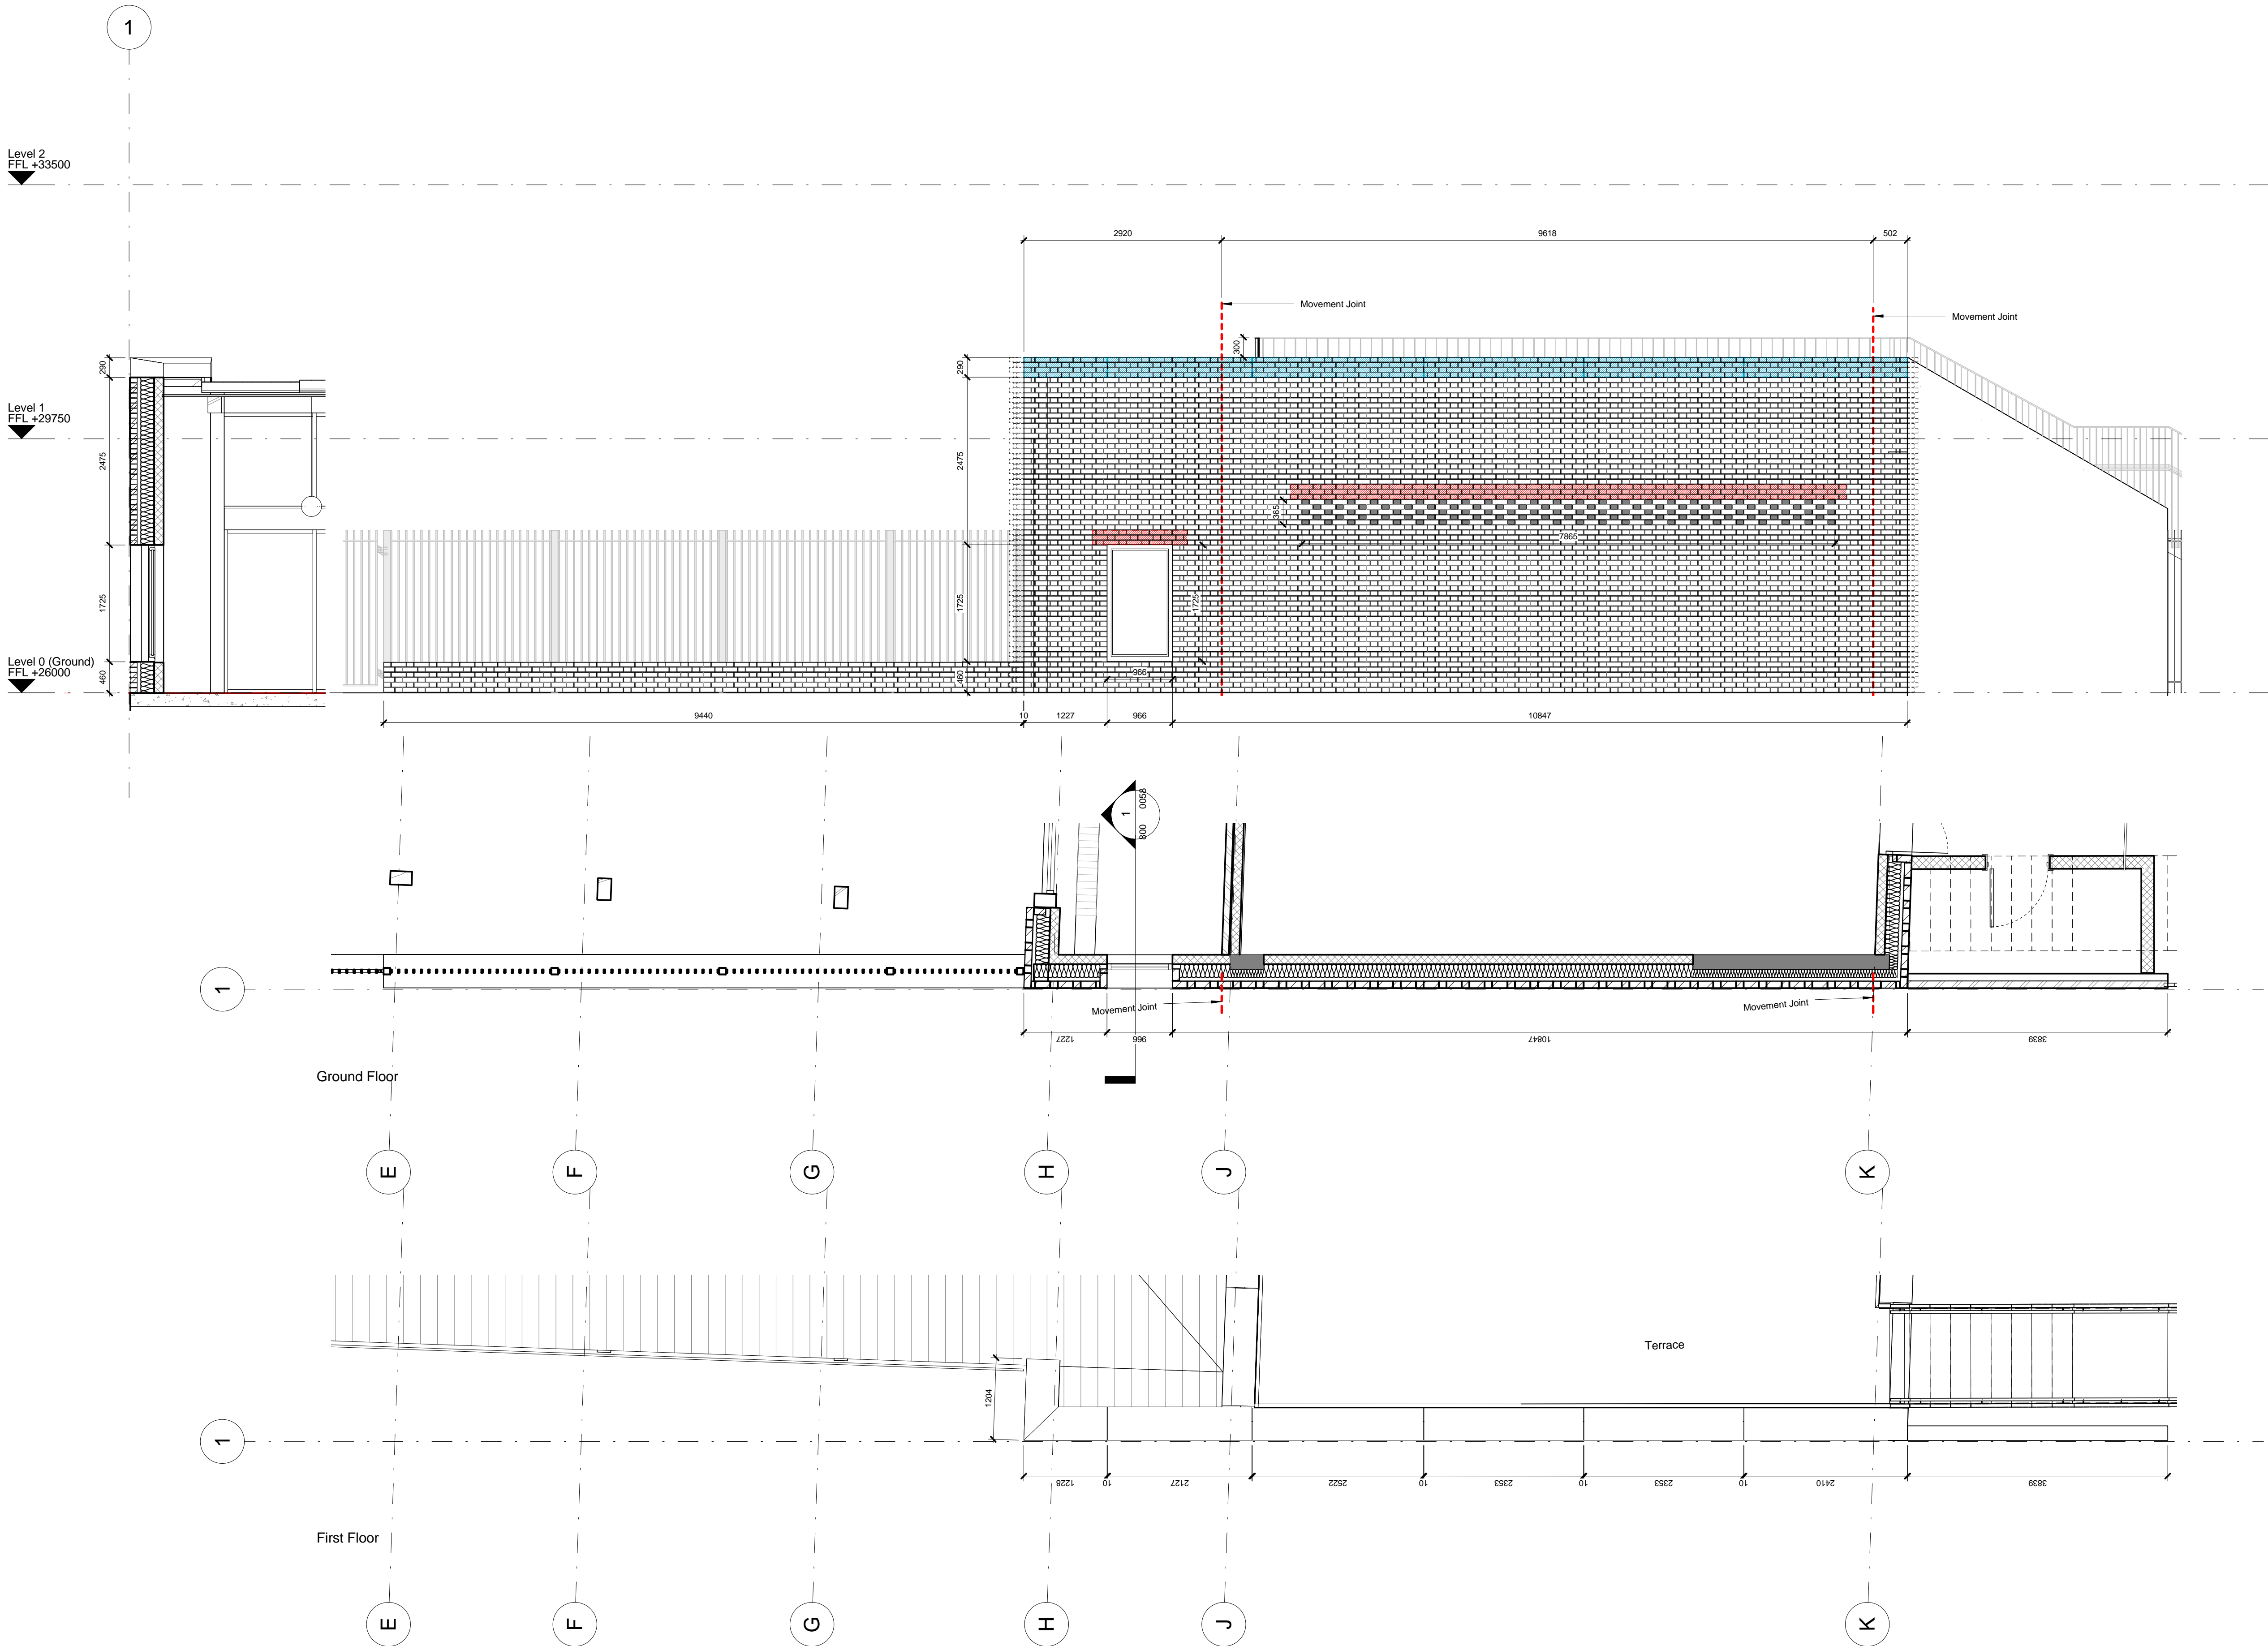 1
Level 2
FFL +33500
2920
9618
502
Movement Joint
Movement Joint
290
290
300
Level 1
FFL +29750
2475
2475
365
7865
1725
1725
1725
Level 0 (Ground)
FFL +26000
460
460
966
9440
10
1227
966
10847
1
0058
800
1
Movement Joint
Movement Joint
1227
966
10847
3839
Ground Floor
E
F
G
H
J
K
Terrace
1204
1
1228
10
2127
2522
10
2353
10
2353
10
2410
3839
First Floor
E
F
G
H
J
K